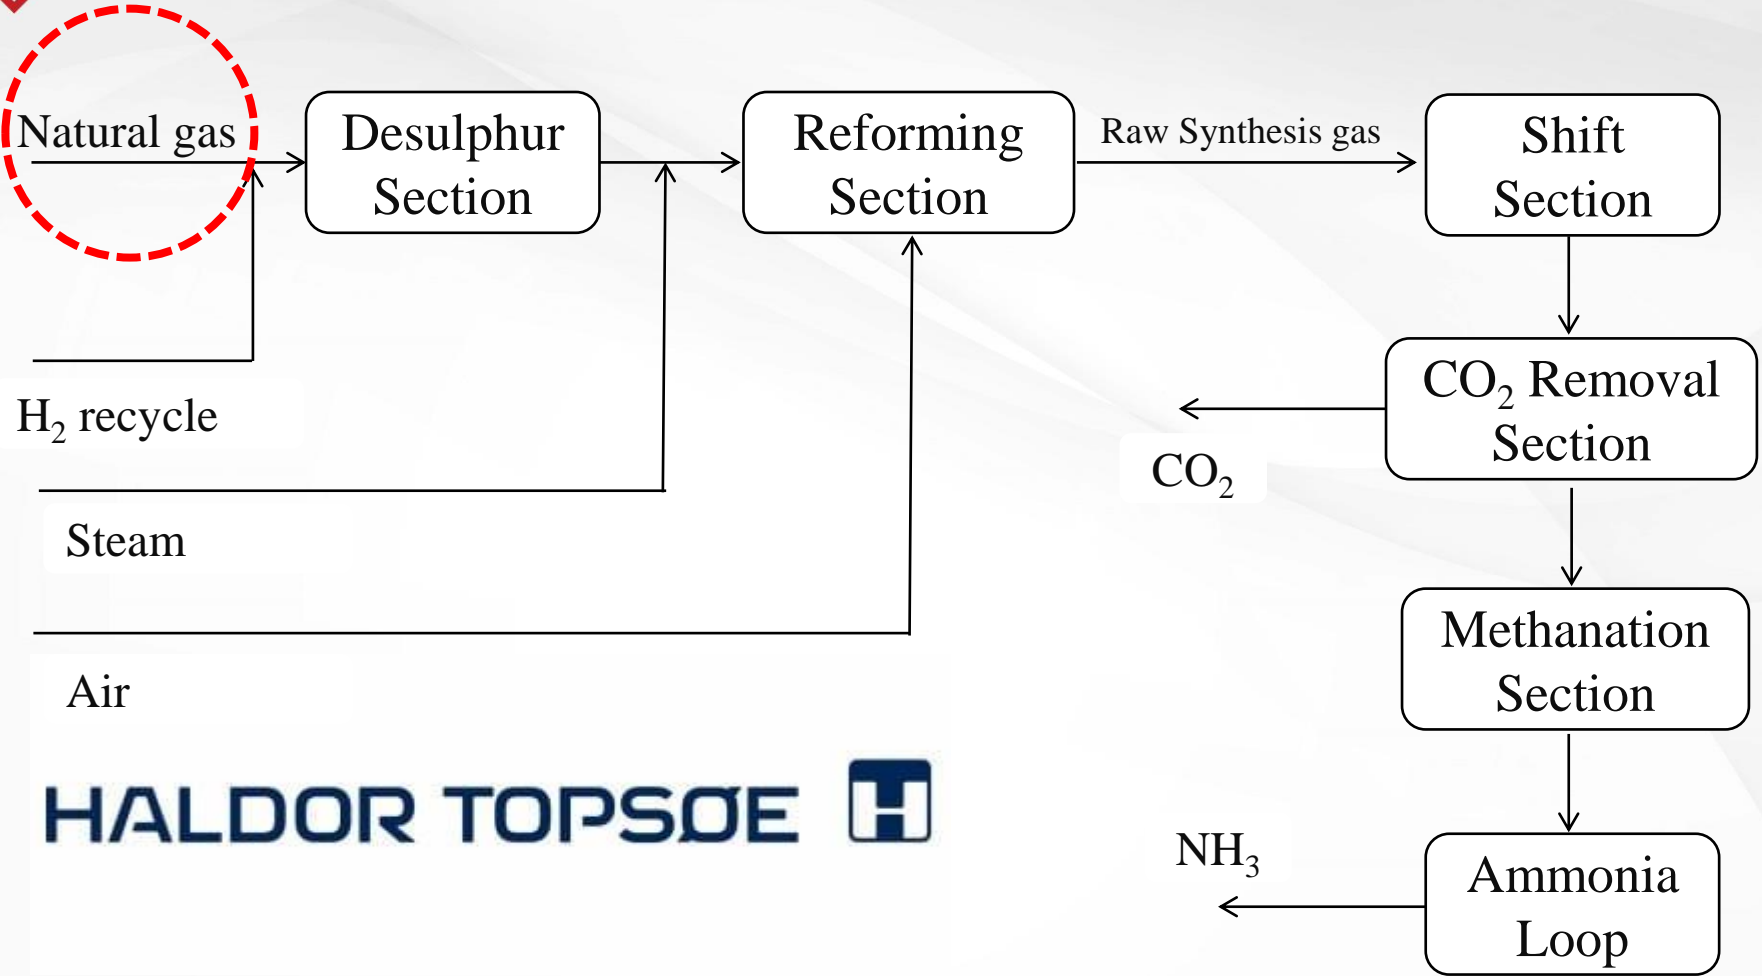 Natural gas
Desulphur
Section
Reforming
Section
Raw Synthesis gas
Shift
Section
H₂ recycle
CO₂ Removal
Section
CO₂
Steam
Methanation
Section
Air
HALDOR TOPSØE H
NH₃
Ammonia
Loop